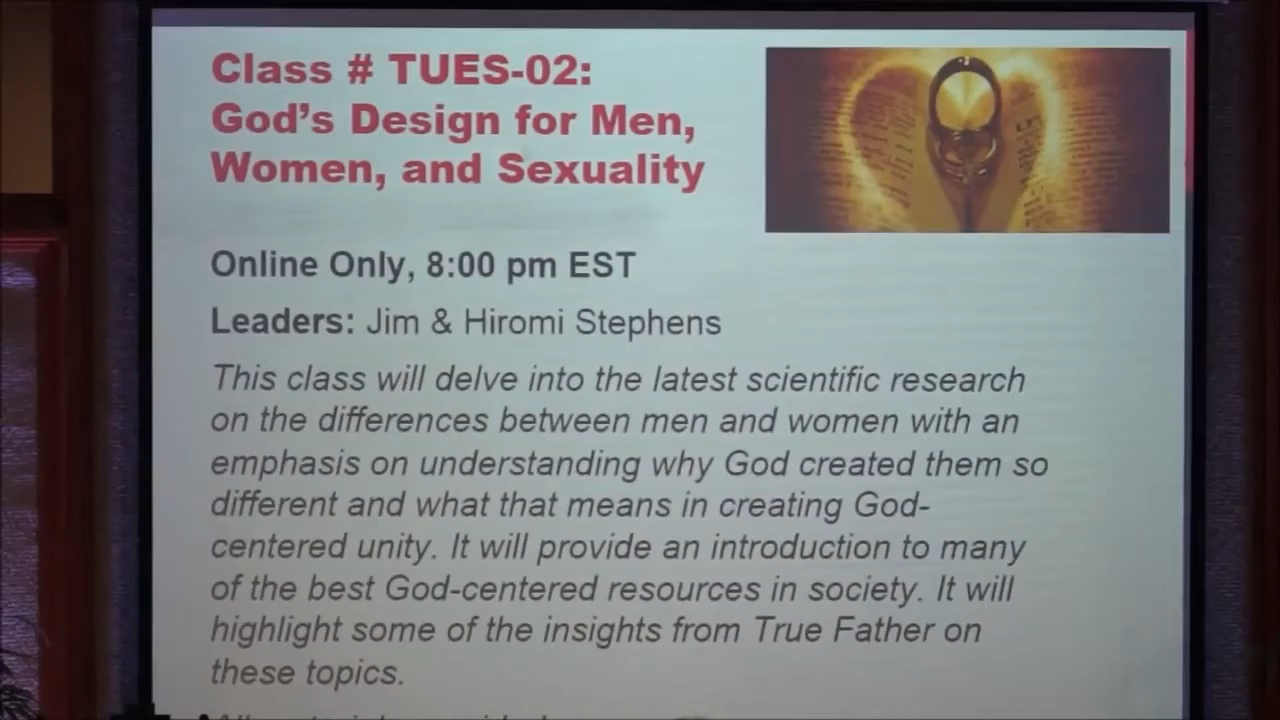 Class # TUES-02:
God's Design for Men,
Women, and Sexuality
Online Only, 8:00 pm EST
Leaders: Jim & Hiromi Stephens
This class will delve into the latest scientific research
on the differences between men and women with an
emphasis on understanding why God created them so
different and what that means in creating God-
centered unity. It will provide an introduction to many
of the best God-centered resources in society. It will
highlight some of the insights from True Father on
these topics.